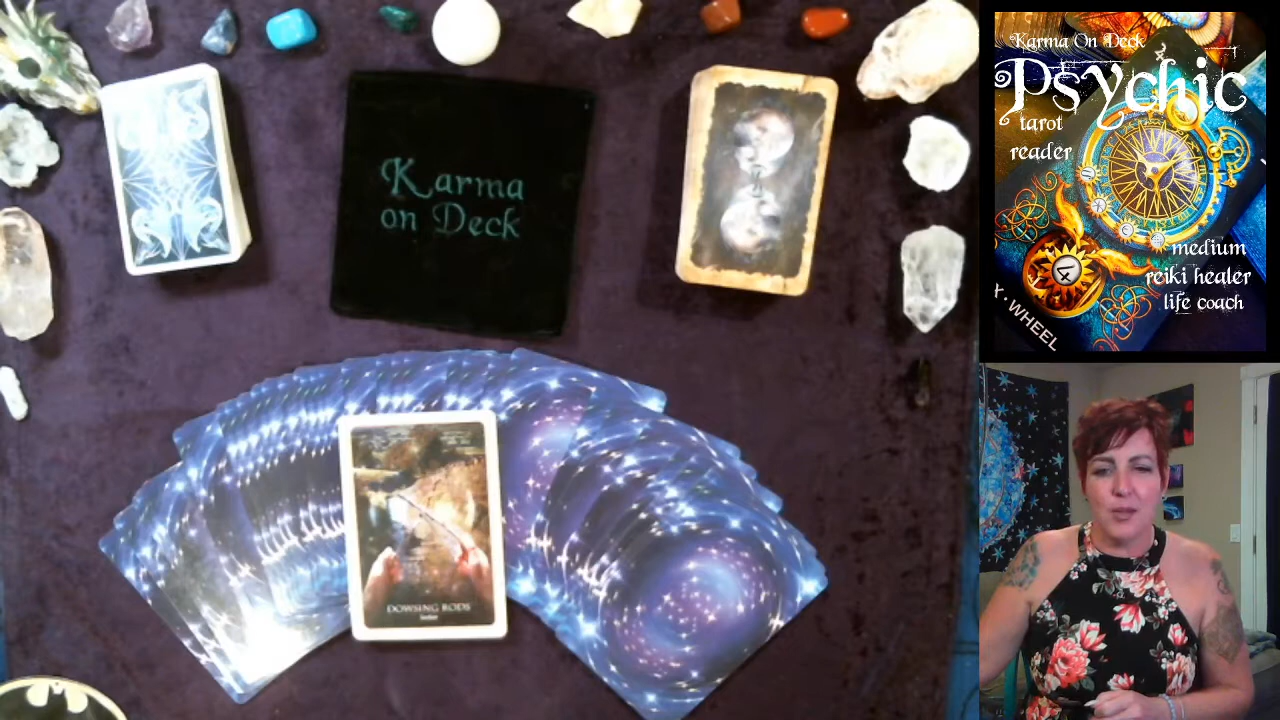 Karma
on Deck
DOWSING RODS
Karma On Deck
Psychic
tarot
reader
medium
reiki healer
life coach
Y • WHEEL